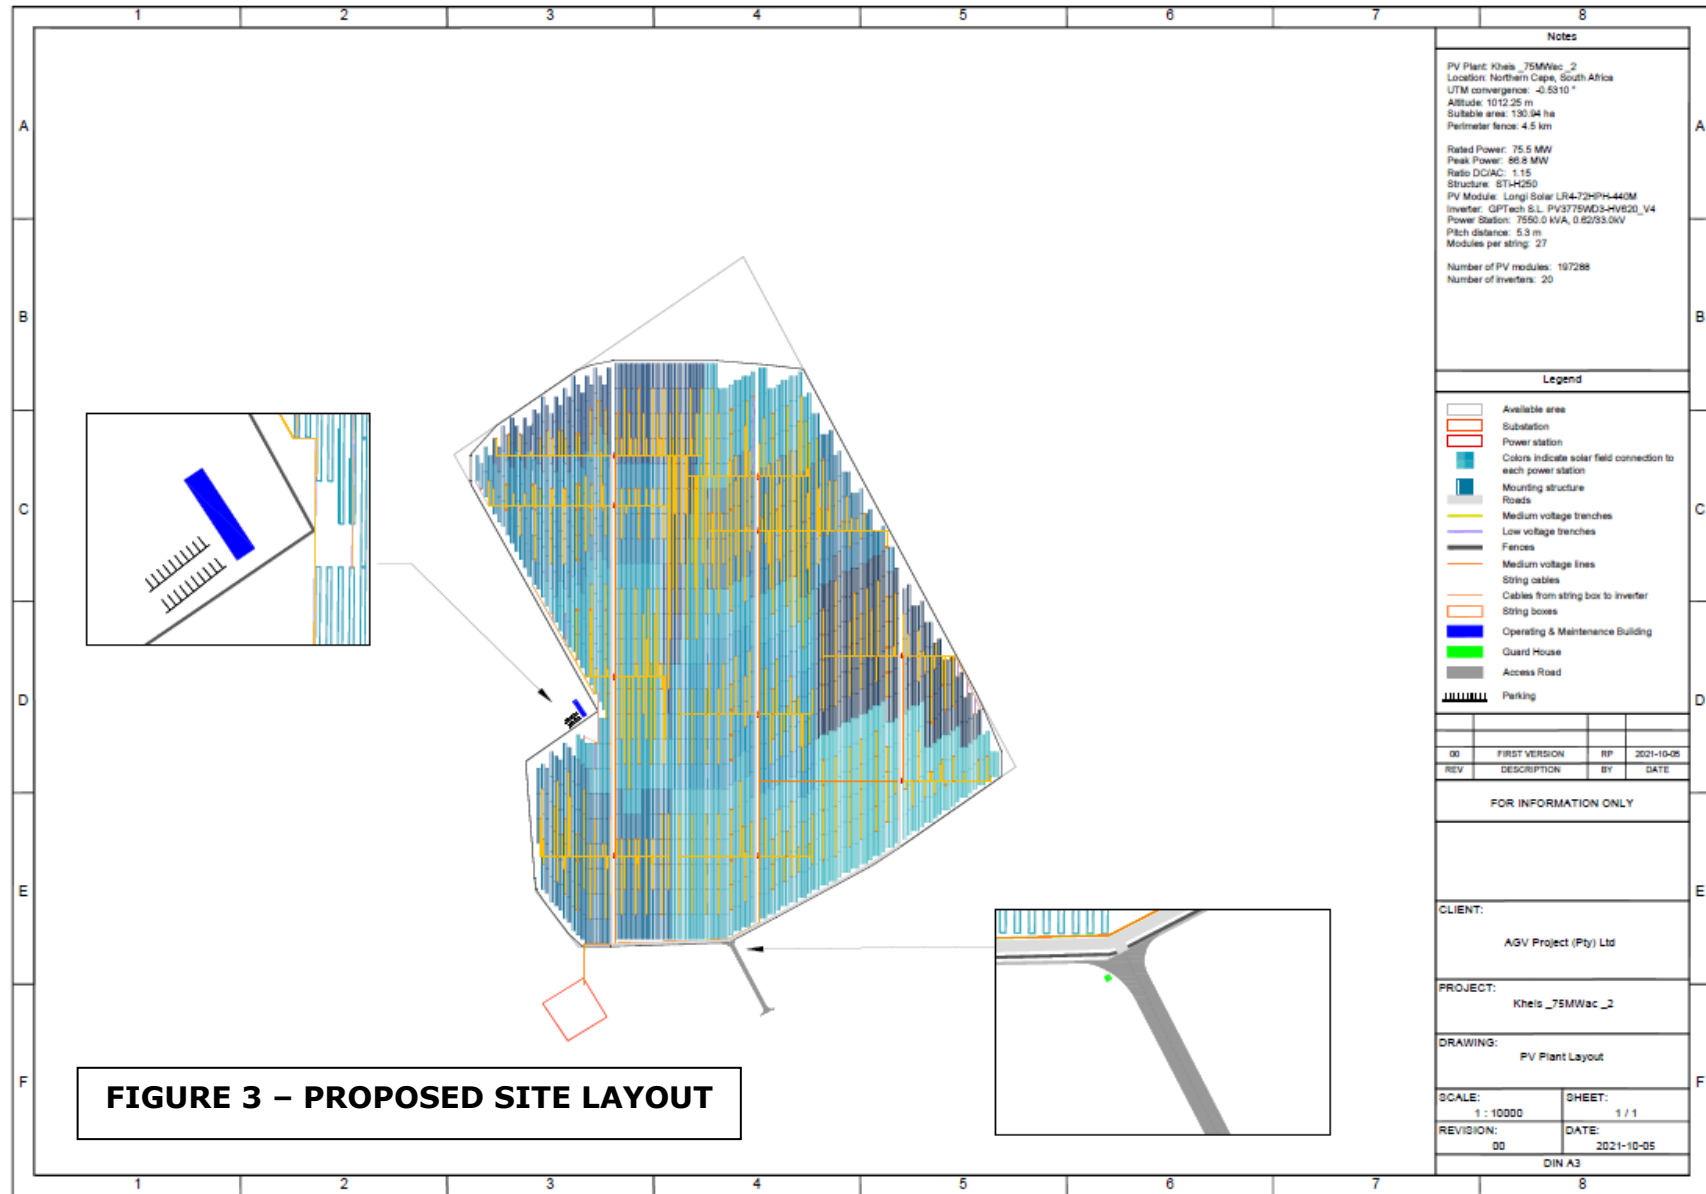 1 2 3 4 5 6 7 8
A A
B B
C C
D D
E E
F F
Notes
PV Plant: Kheis _75MWac _2
Location: Northern Cape, South Africa
UTM convergence: -0.5310 °
Altitude: 1012.25 m
Suitable area: 130.94 ha
Perimeter fence: 4.5 km
Rated Power: 75.5 MW
Peak Power: 86.8 MW
Ratio DC/AC: 1.15
Structure: STI-H250
PV Module: Longi Solar LR4-72HPH-440M
Inverter: GPTech S.L. PV3775WD3-HV620_V4
Power Station: 7550.0 kVA, 0.62/33.0kV
Pitch distance: 5.3 m
Modules per string: 27
Number of PV modules: 197288
Number of inverters: 20
Legend
Available area
Substation
Power station
Colors indicate solar field connection to
each power station
Mounting structure
Roads
Medium voltage trenches
Low voltage trenches
Fences
Medium voltage lines
String cables
Cables from string box to inverter
String boxes
Operating & Maintenance Building
Guard House
Access Road
Parking
00 FIRST VERSION RP 2021-10-05
REV DESCRIPTION BY DATE
FOR INFORMATION ONLY
CLIENT:
AGV Project (Pty) Ltd
PROJECT:
Kheis _75MWac _2
DRAWING:
PV Plant Layout
SCALE: SHEET:
1 : 10000 1 / 1
REVISION: DATE:
00 2021-10-05
DIN A3
FIGURE 3 – PROPOSED SITE LAYOUT
1 2 3 4 5 6 7 8